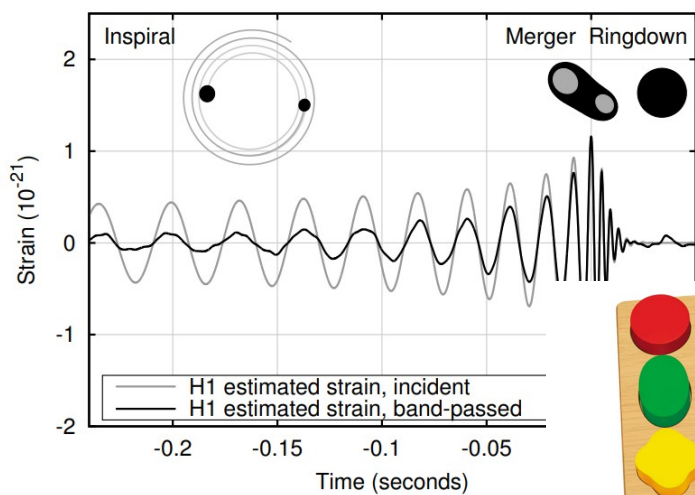 Inspiral
Merger Ringdown
2
1
0
-1
-2
Strain (10⁻²¹)
H1 estimated strain, incident
H1 estimated strain, band-passed
-0.2 -0.15 -0.1 -0.05
Time (seconds)